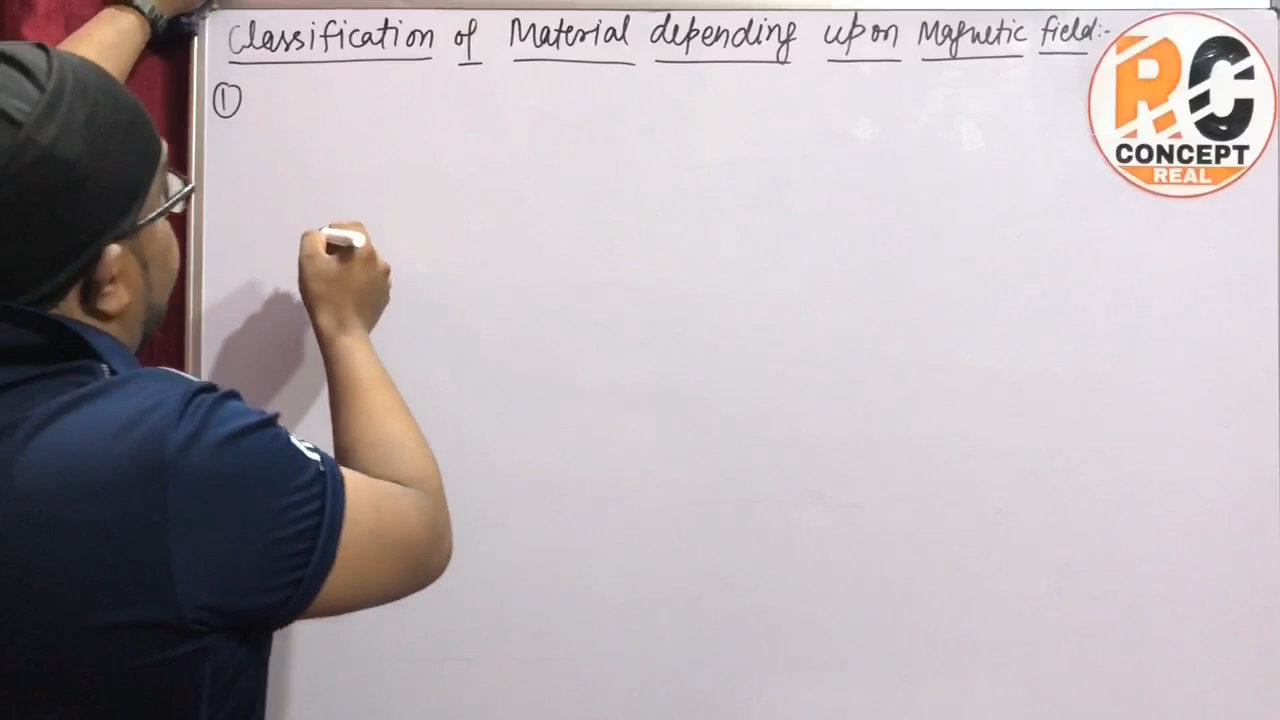 Classification of Material depending upon Magnetic field:-
①
RC
CONCEPT
REAL